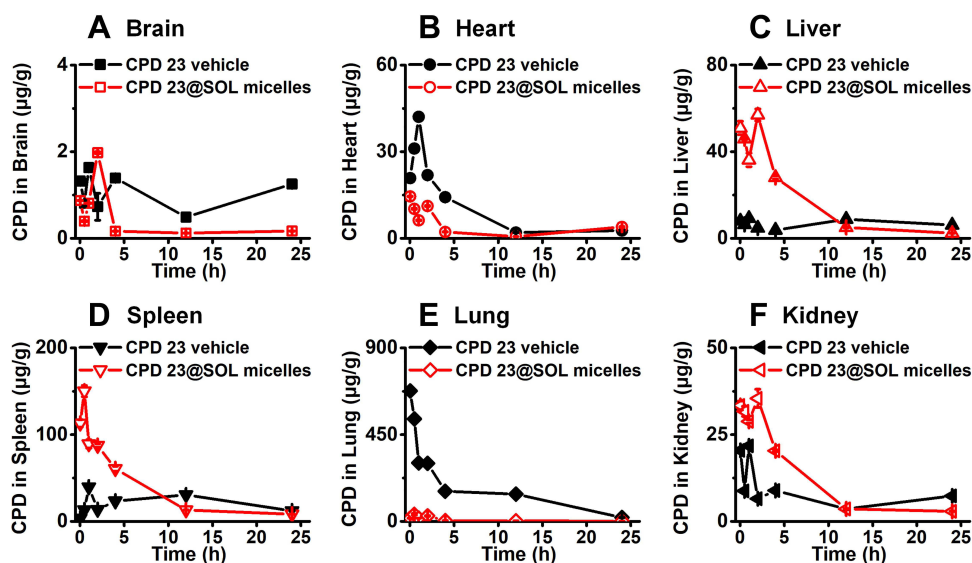 A Brain
CPD 23 vehicle
CPD 23@SOL micelles
CPD in Brain (µg/g)
4
2
0
0 5 10 15 20 25
Time (h)
B Heart
CPD 23 vehicle
CPD 23@SOL micelles
CPD in Heart (µg/g)
60
30
0
0 5 10 15 20 25
Time (h)
C Liver
CPD 23 vehicle
CPD 23@SOL micelles
CPD in Liver (µg/g)
80
40
0
0 5 10 15 20 25
Time (h)
D Spleen
CPD 23 vehicle
CPD 23@SOL micelles
CPD in Spleen (µg/g)
200
100
0
0 5 10 15 20 25
Time (h)
E Lung
CPD 23 vehicle
CPD 23@SOL micelles
CPD in Lung (µg/g)
900
450
0
0 5 10 15 20 25
Time (h)
F Kidney
CPD 23 vehicle
CPD 23@SOL micelles
CPD in Kidney (µg/g)
50
25
0
0 5 10 15 20 25
Time (h)